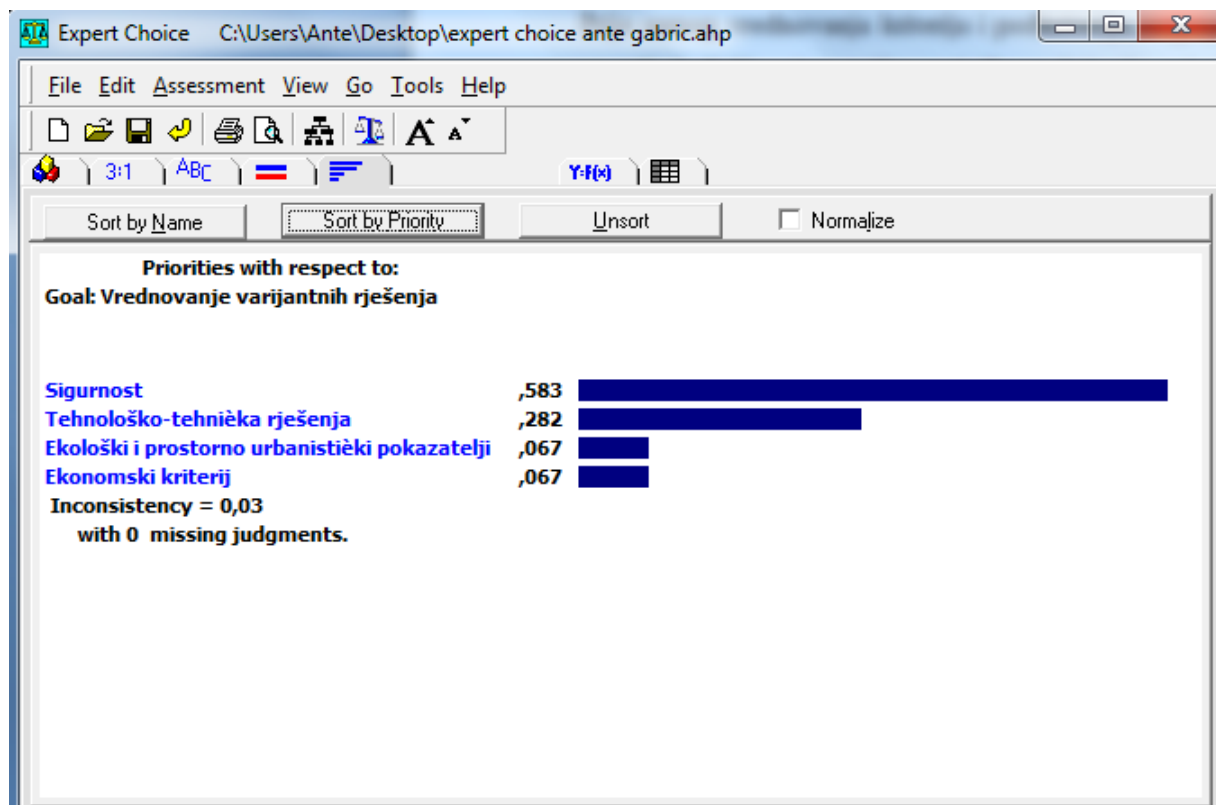 Expert Choice C:\Users\Ante\Desktop\expert choice ante gabric.ahp
File Edit Assessment View Go Tools Help
A A
3:1 ABC Y=F(x)
Sort by Name Sort by Priority Unsort Normalize
Priorities with respect to:
Goal: Vrednovanje varijantnih rješenja
Sigurnost ,583
Tehnološko-tehnièka rješenja ,282
Ekološki i prostorno urbanistièki pokazatelji ,067
Ekonomski kriterij ,067
Inconsistency = 0,03
with 0 missing judgments.